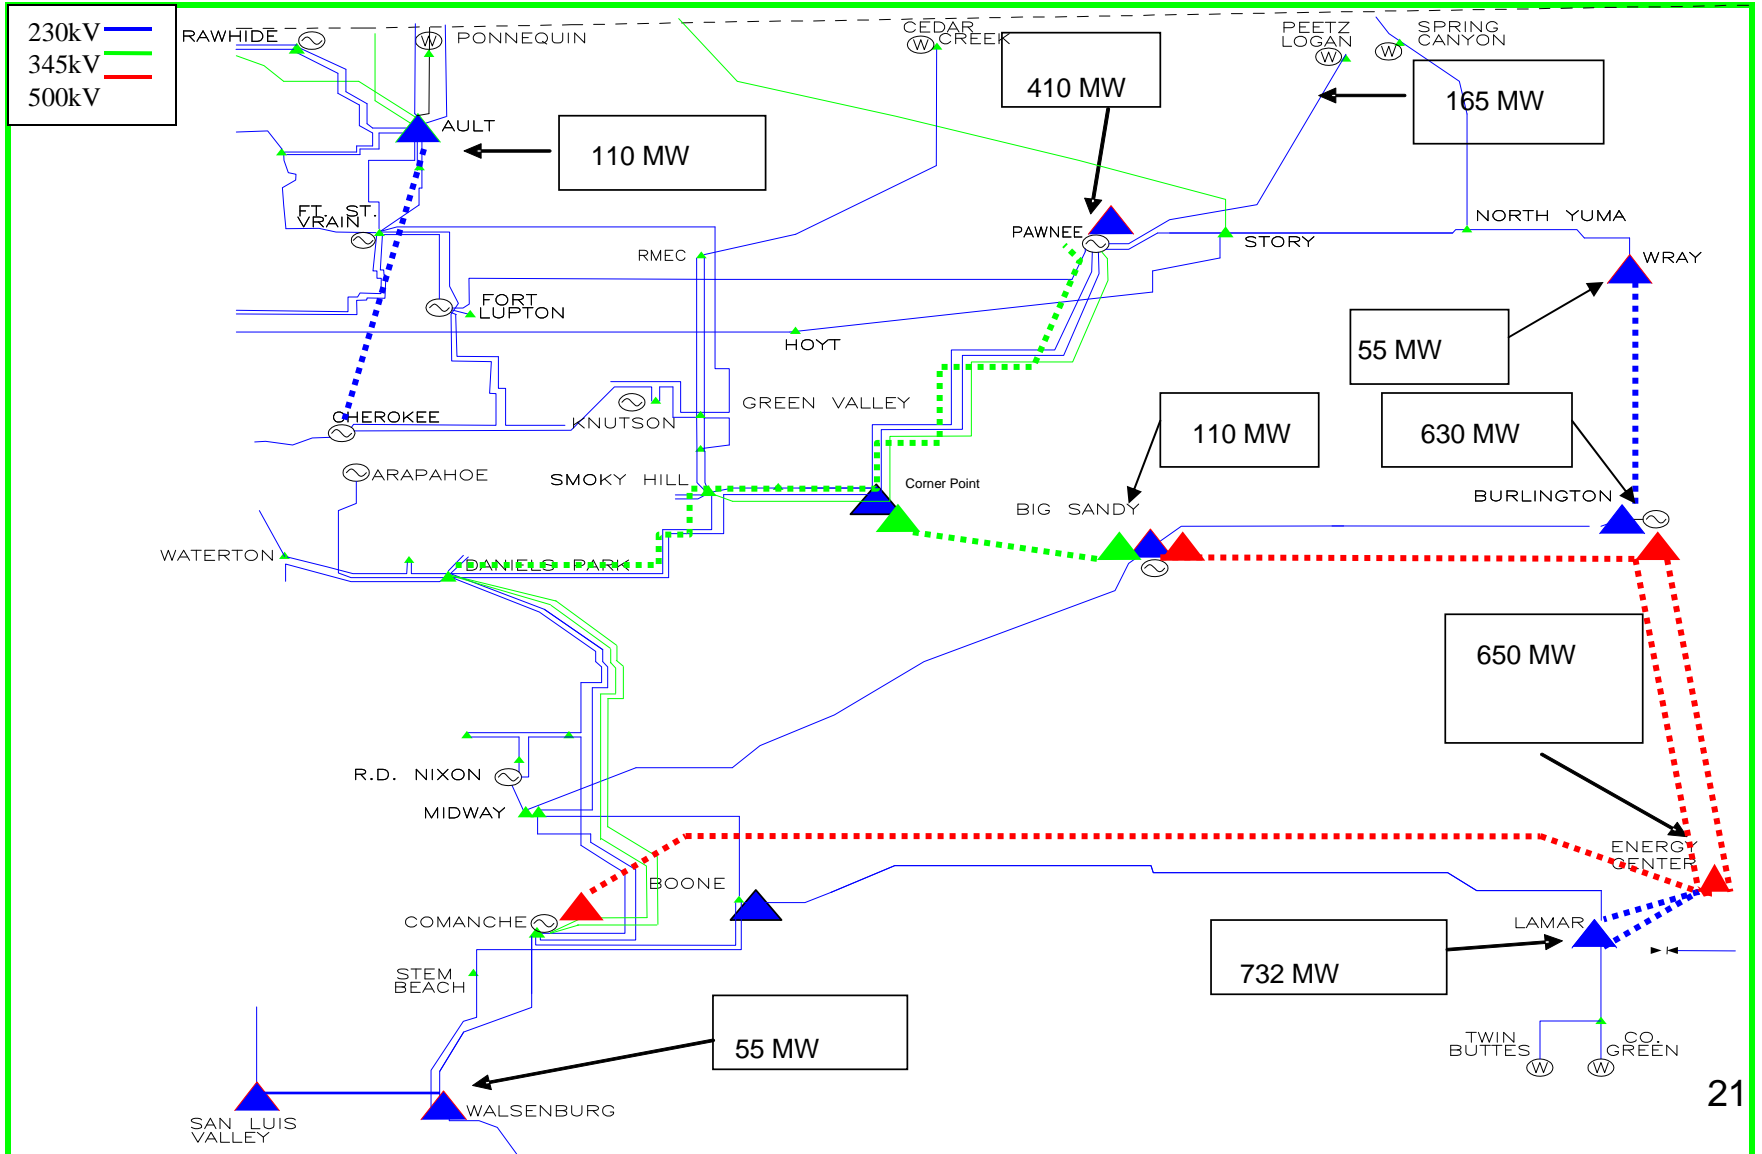 230kV
345kV
500kV
RAWHIDE
W
PONNEQUIN
CEDAR
CREEK
W
PEETZ
LOGAN
W
SPRING
CANYON
W
410 MW
165 MW
AULT
110 MW
FT. ST.
VRAIN
PAWNEE
STORY
NORTH YUMA
RMEC
WRAY
FORT
LUPTON
HOYT
55 MW
CHEROKEE
KNUTSON
GREEN VALLEY
110 MW
630 MW
ARAPAHOE
SMOKY HILL
Corner Point
BIG SANDY
BURLINGTON
WATERTON
DANIELS PARK
650 MW
R.D. NIXON
MIDWAY
ENERGY
CENTER
BOONE
COMANCHE
LAMAR
STEM
BEACH
732 MW
55 MW
TWIN
BUTTES
W
CO.
GREEN
W
SAN LUIS
VALLEY
WALSENBURG
21